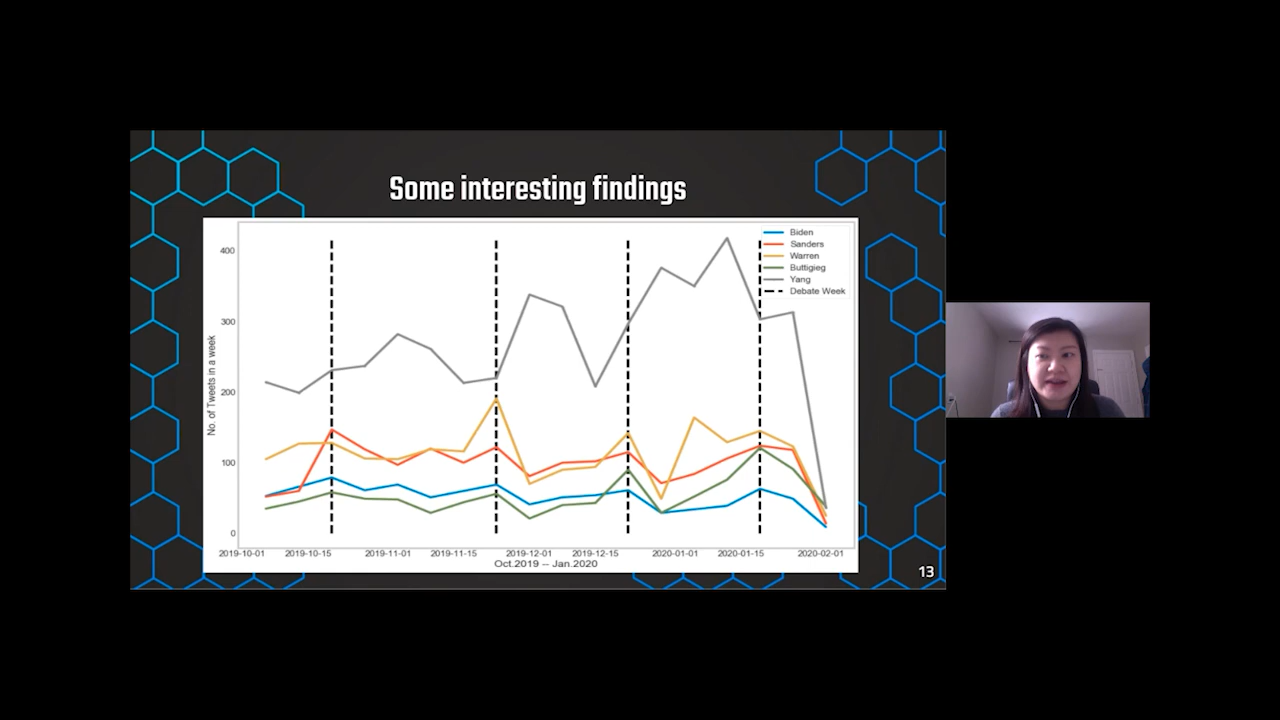 Some interesting findings
Biden
Sanders
Warren
Buttigieg
Yang
Debate Week
No. of Tweets in a week
400
300
200
100
0
2019-10-01 2019-10-15 2019-11-01 2019-11-15 2019-12-01 2019-12-15 2020-01-01 2020-01-15 2020-02-01
Oct.2019 -- Jan.2020
13